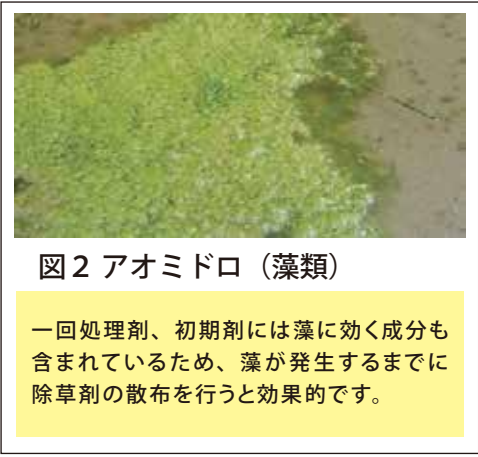 図2 アオミドロ（藻類）
一回処理剤、初期剤には藻に効く成分も
含まれているため、藻が発生するまでに
除草剤の散布を行うと効果的です。